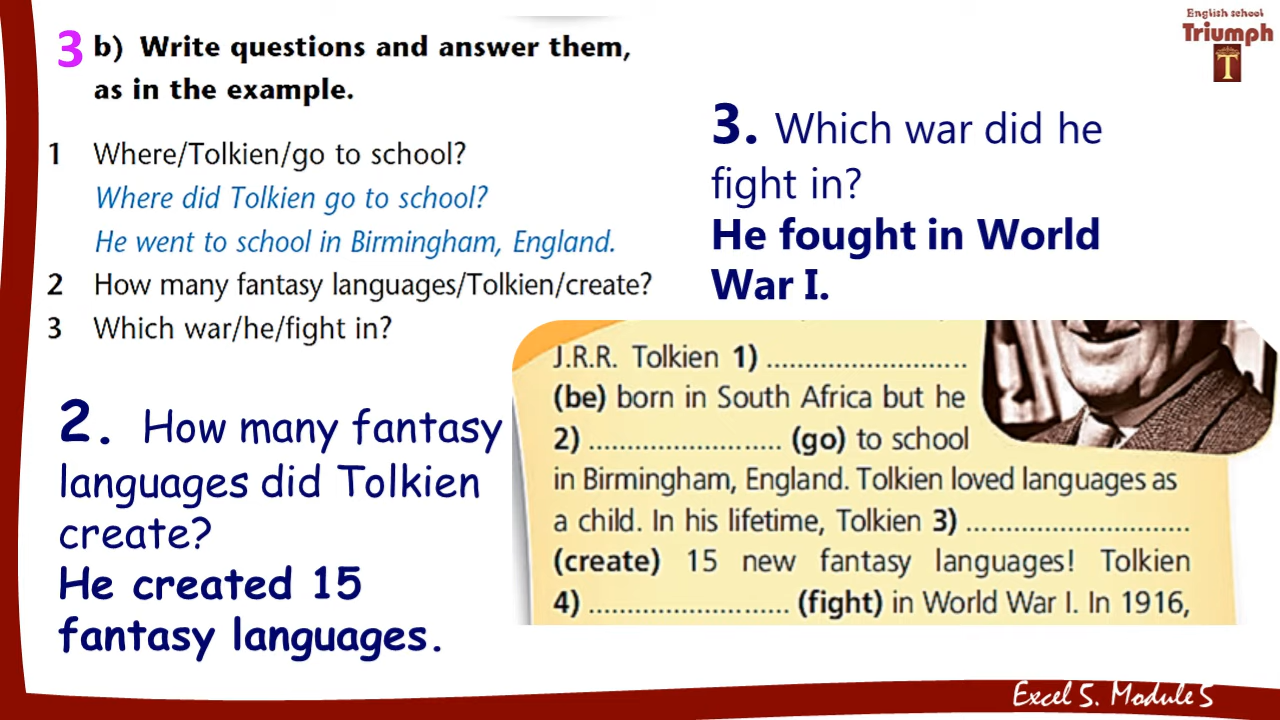 English school
Triumph
T
3 b) Write questions and answer them,
as in the example.
1 Where/Tolkien/go to school?
Where did Tolkien go to school?
He went to school in Birmingham, England.
2 How many fantasy languages/Tolkien/create?
3 Which war/he/fight in?
3. Which war did he
fight in?
He fought in World
War I.
2. How many fantasy
languages did Tolkien
create?
He created 15
fantasy languages.
J.R.R. Tolkien 1) ............................
(be) born in South Africa but he
2) ........................... (go) to school
in Birmingham, England. Tolkien loved languages as
a child. In his lifetime, Tolkien 3) ...............................
(create) 15 new fantasy languages! Tolkien
4) ............................ (fight) in World War I. In 1916,
Excel 5. Module 5